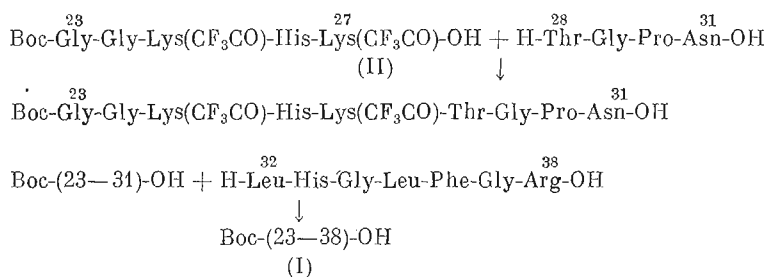 23 27 28 31
Boc-Gly-Gly-Lys(CF₃CO)-His-Lys(CF₃CO)-OH + H-Thr-Gly-Pro-Asn-OH
(II) ↓
23 31
Boc-Gly-Gly-Lys(CF₃CO)-His-Lys(CF₃CO)-Thr-Gly-Pro-Asn-OH
32 38
Boc-(23—31)-OH + H-Leu-His-Gly-Leu-Phe-Gly-Arg-OH
↓
Boc-(23—38)-OH
(I)